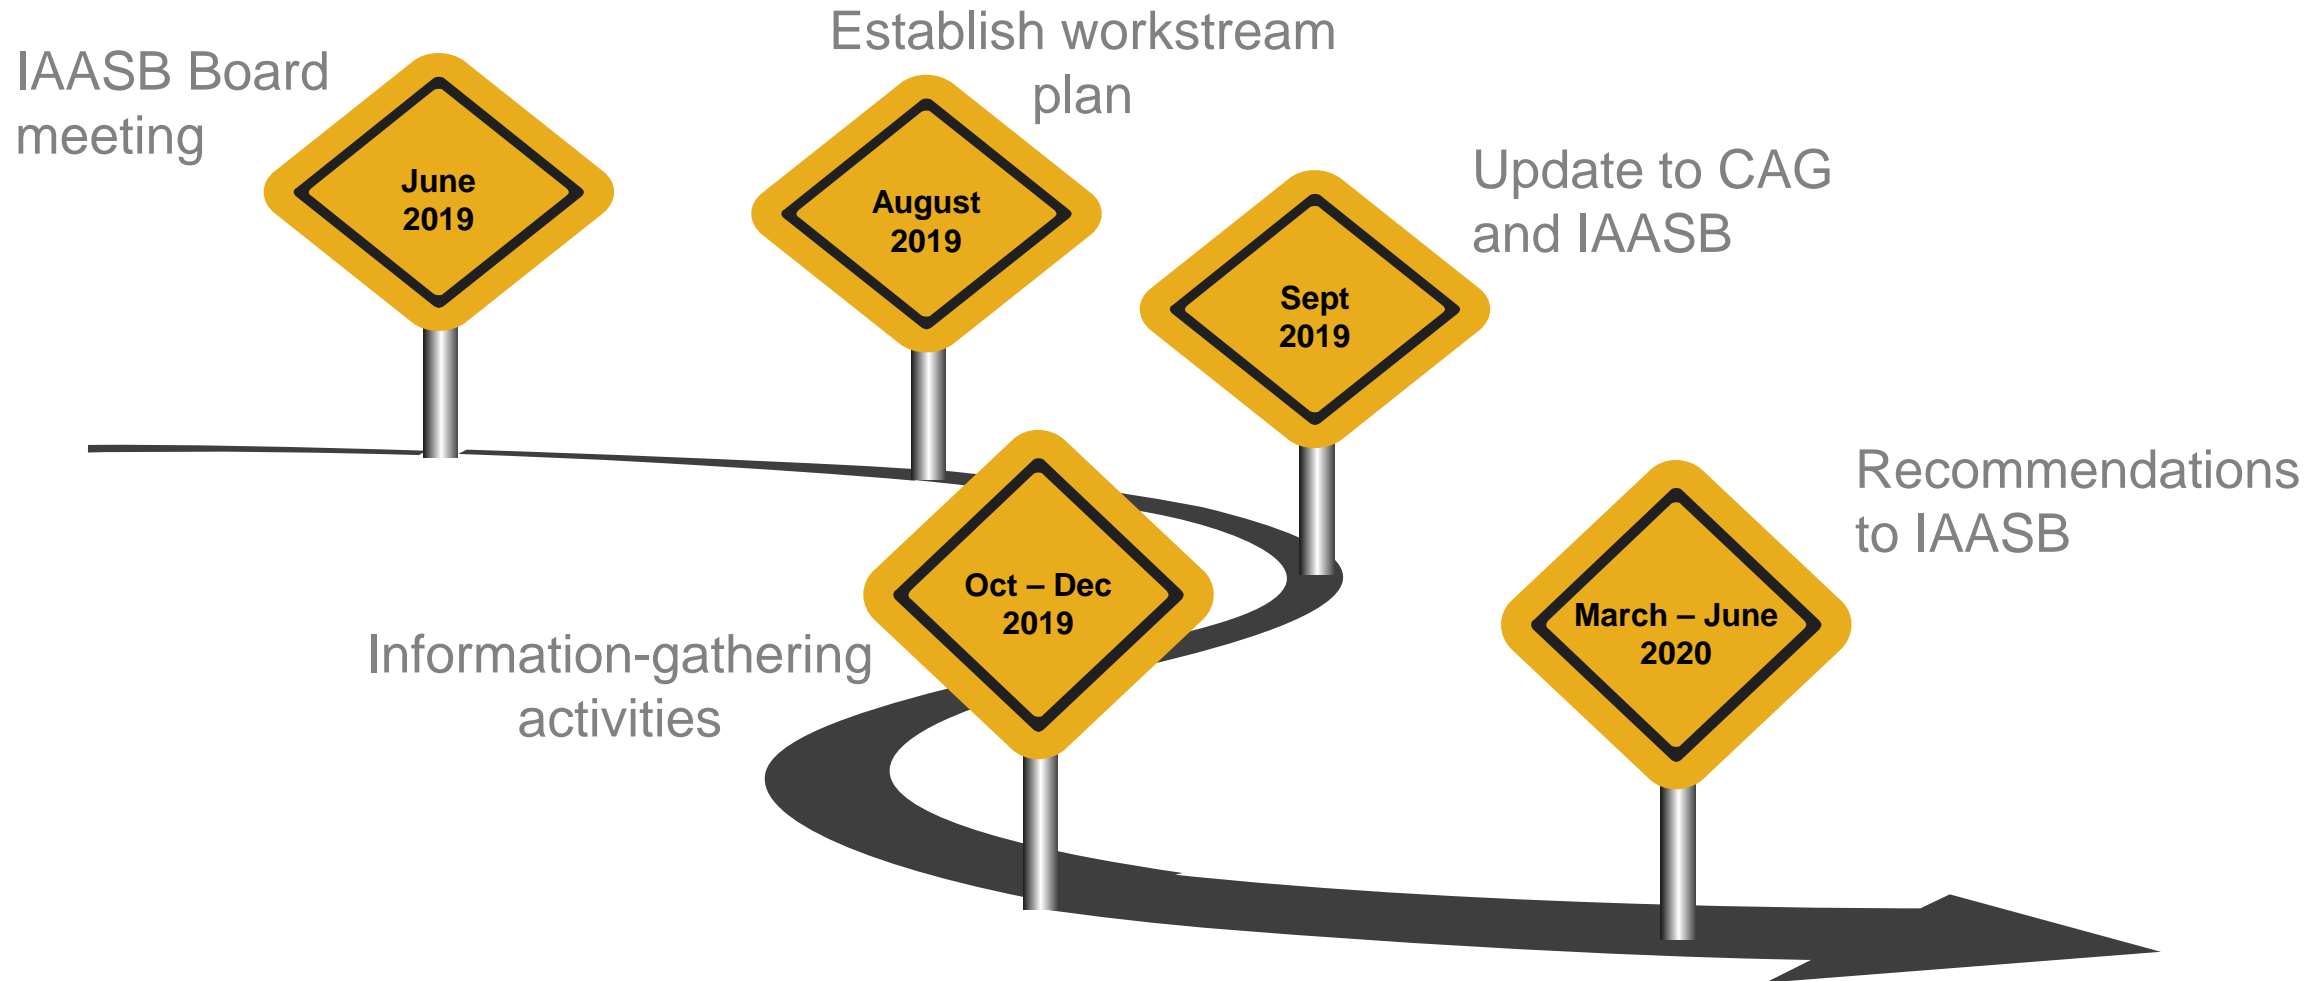 IAASB Board
meeting
June
2019
Establish workstream
plan
August
2019
Update to CAG
and IAASB
Sept
2019
Information-gathering
activities
Oct – Dec
2019
Recommendations
to IAASB
March – June
2020